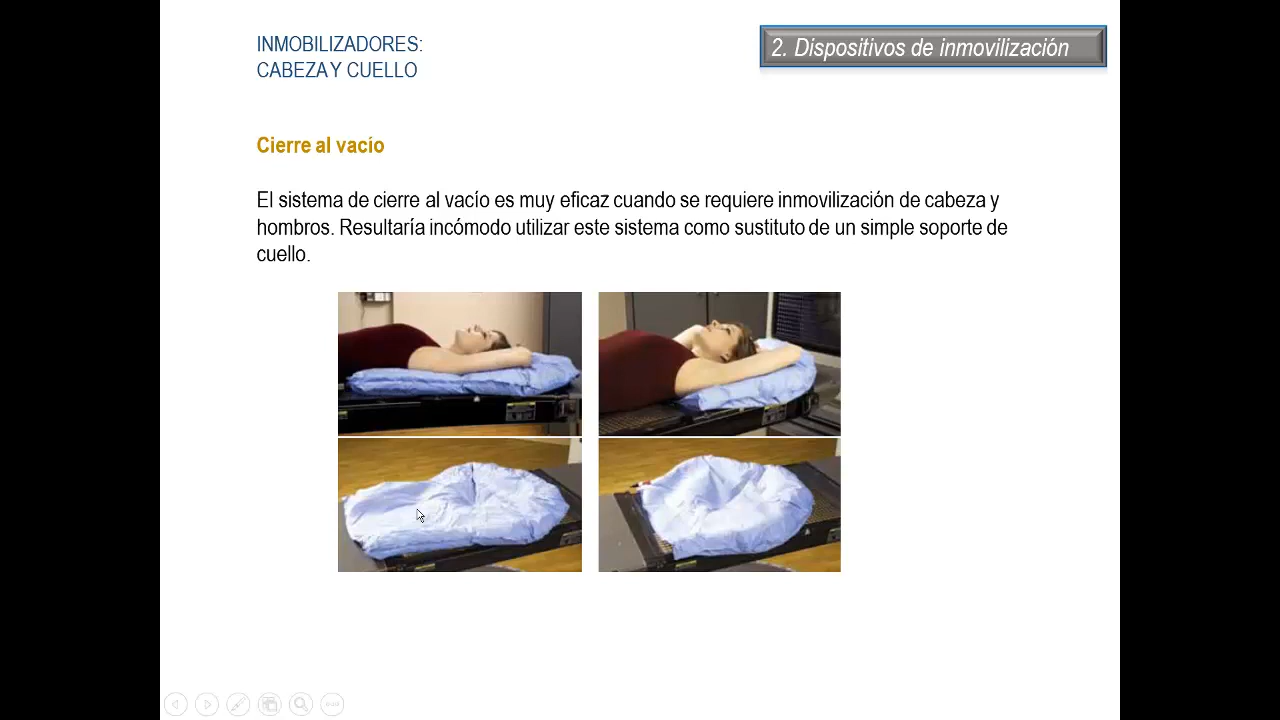 INMOBILIZADORES:
CABEZA Y CUELLO
2. Dispositivos de inmovilización
Cierre al vacío
El sistema de cierre al vacío es muy eficaz cuando se requiere inmovilización de cabeza y
hombros. Resultaría incómodo utilizar este sistema como sustituto de un simple soporte de
cuello.